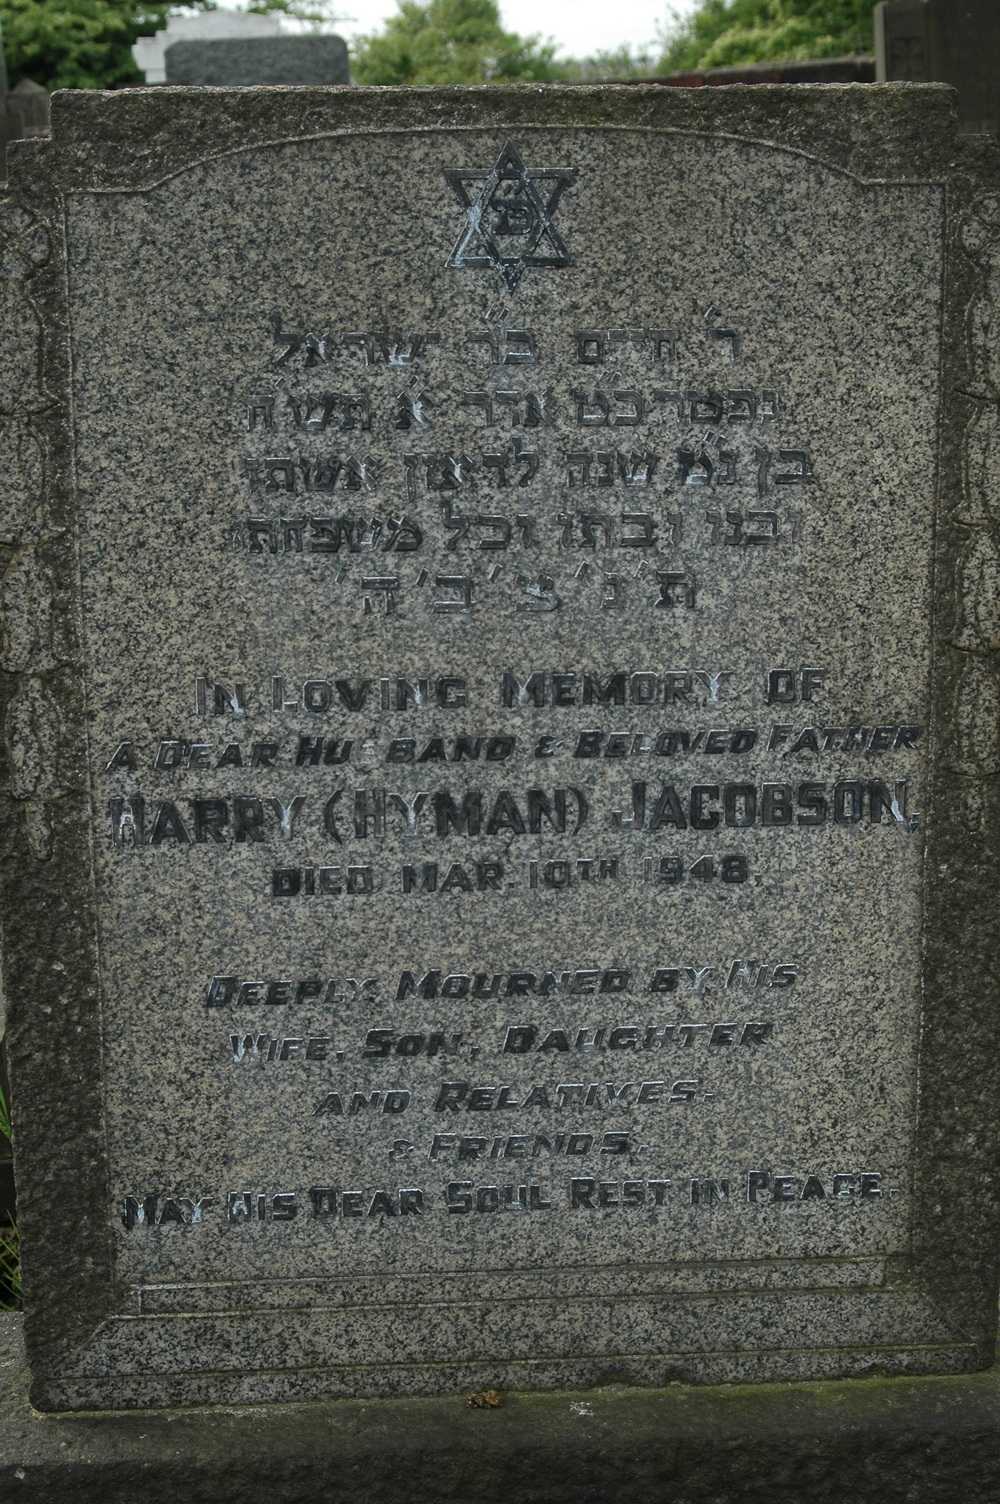 פנ
ר׳ חיים ב״ר ישראל
נפטר כ״ט אדר א׳ תש״ח
בן נ״ט שנה לדאון אשתו
ובנו ובתו וכל משפחתו
ת׳נ׳צ׳ב׳ה׳
IN LOVING MEMORY OF
A DEAR HUSBAND & BELOVED FATHER
HARRY (HYMAN) JACOBSON,
DIED MAR. 10TH 1948,
DEEPLY MOURNED BY HIS
WIFE, SON, DAUGHTER
AND RELATIVES.
& FRIENDS.
MAY HIS DEAR SOUL REST IN PEACE.